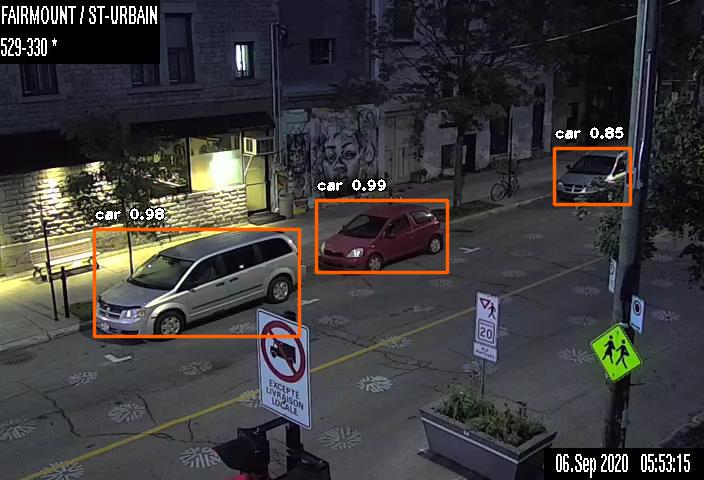 FAIRMOUNT / ST-URBAIN
529-330 *
car 0.85
car 0.99
car 0.98
20
EXCEPTÉ
LIVRAISON
LOCALE
06.Sep 2020 05:53:15